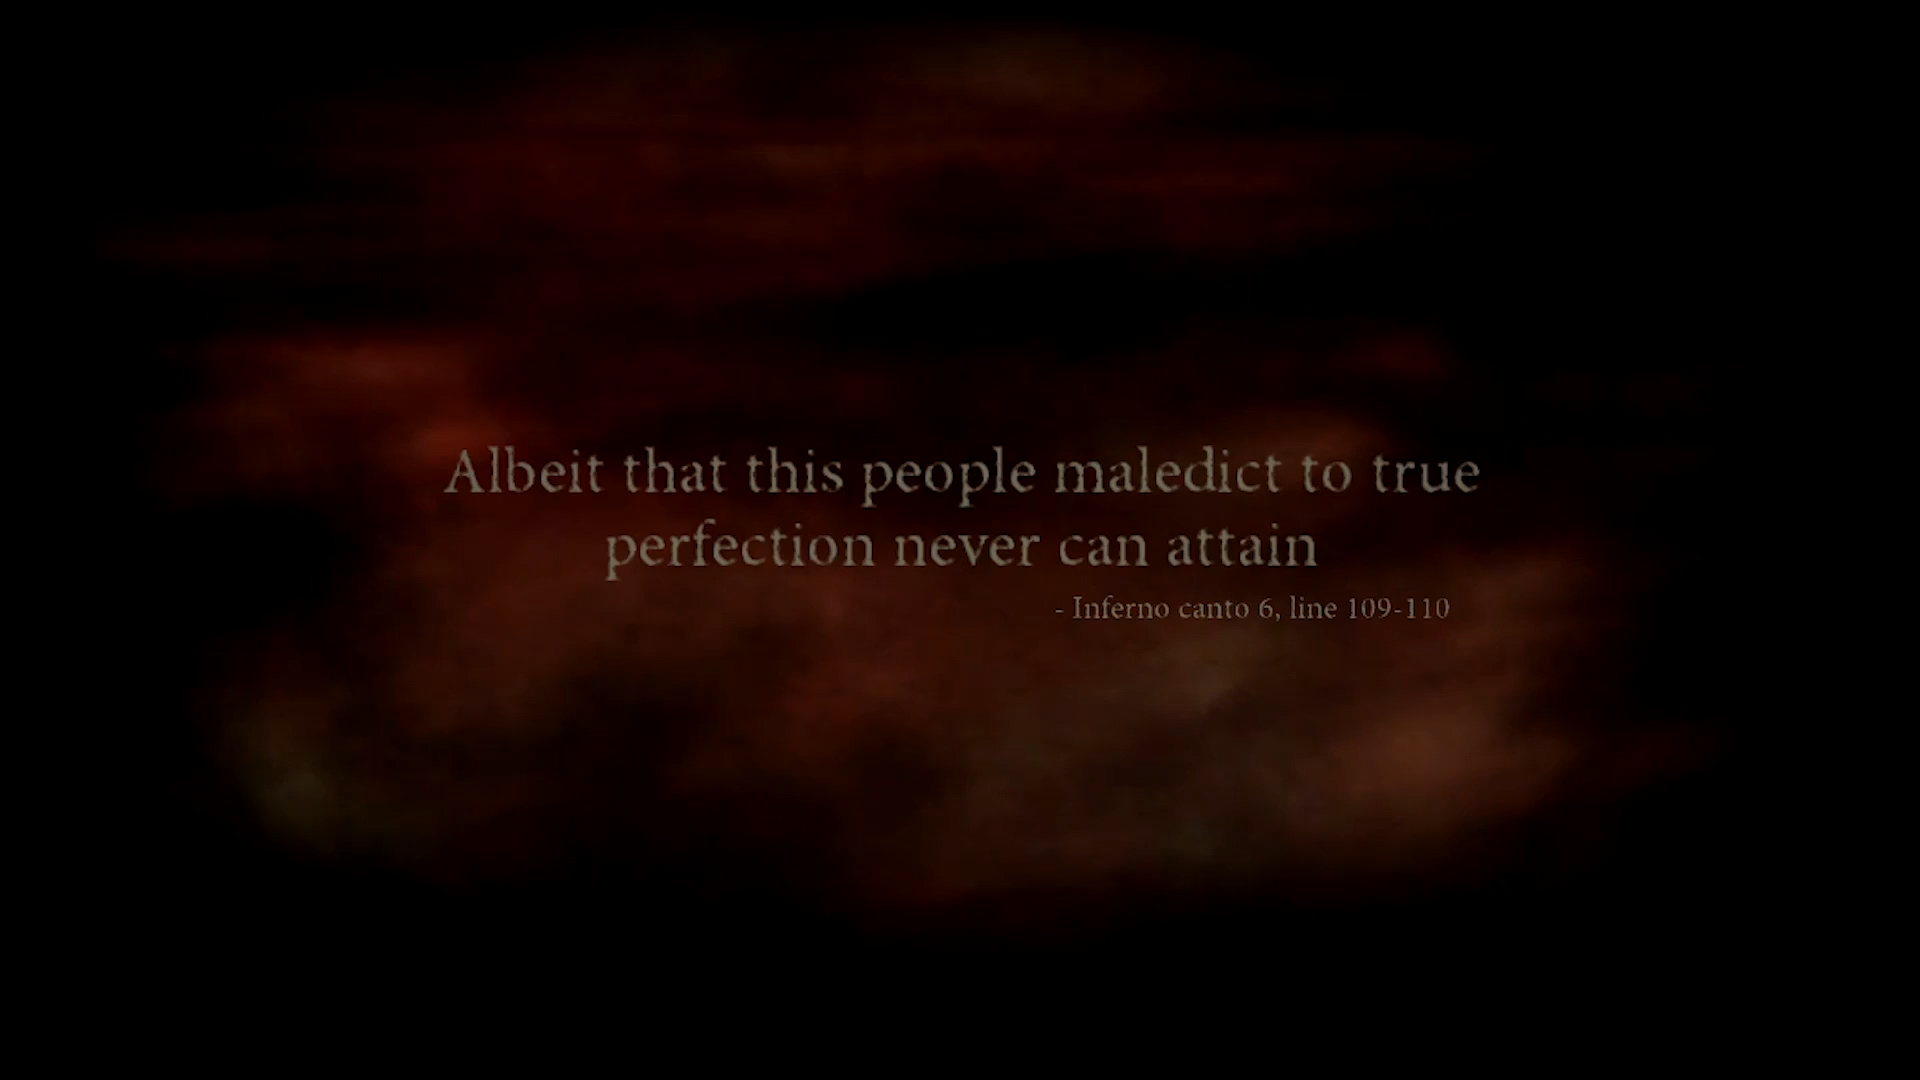 Albeit that this people maledict to true
perfection never can attain
- Inferno canto 6, line 109-110